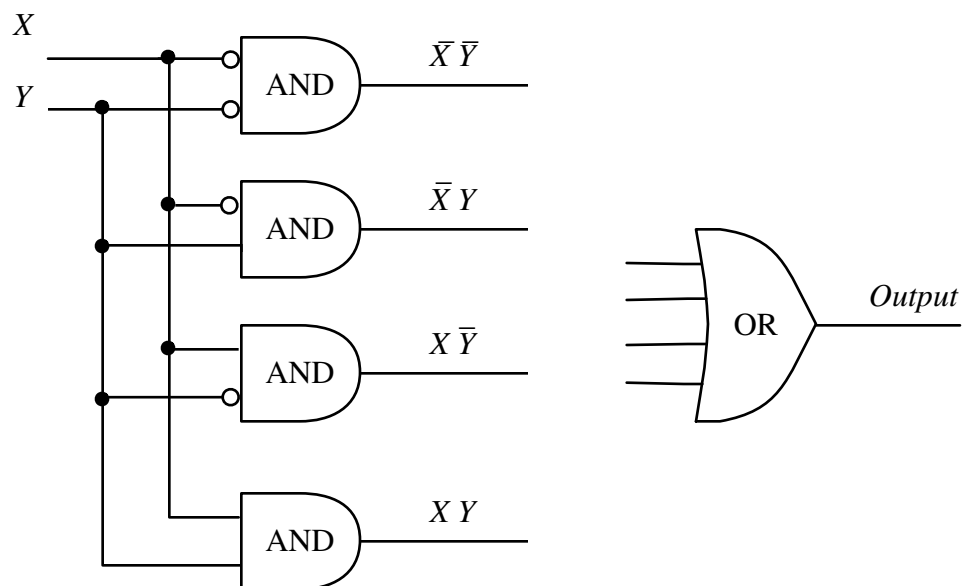 X
X̄ Ȳ
AND
Y
X̄ Y
AND
OR
Output
X Ȳ
AND
X Y
AND